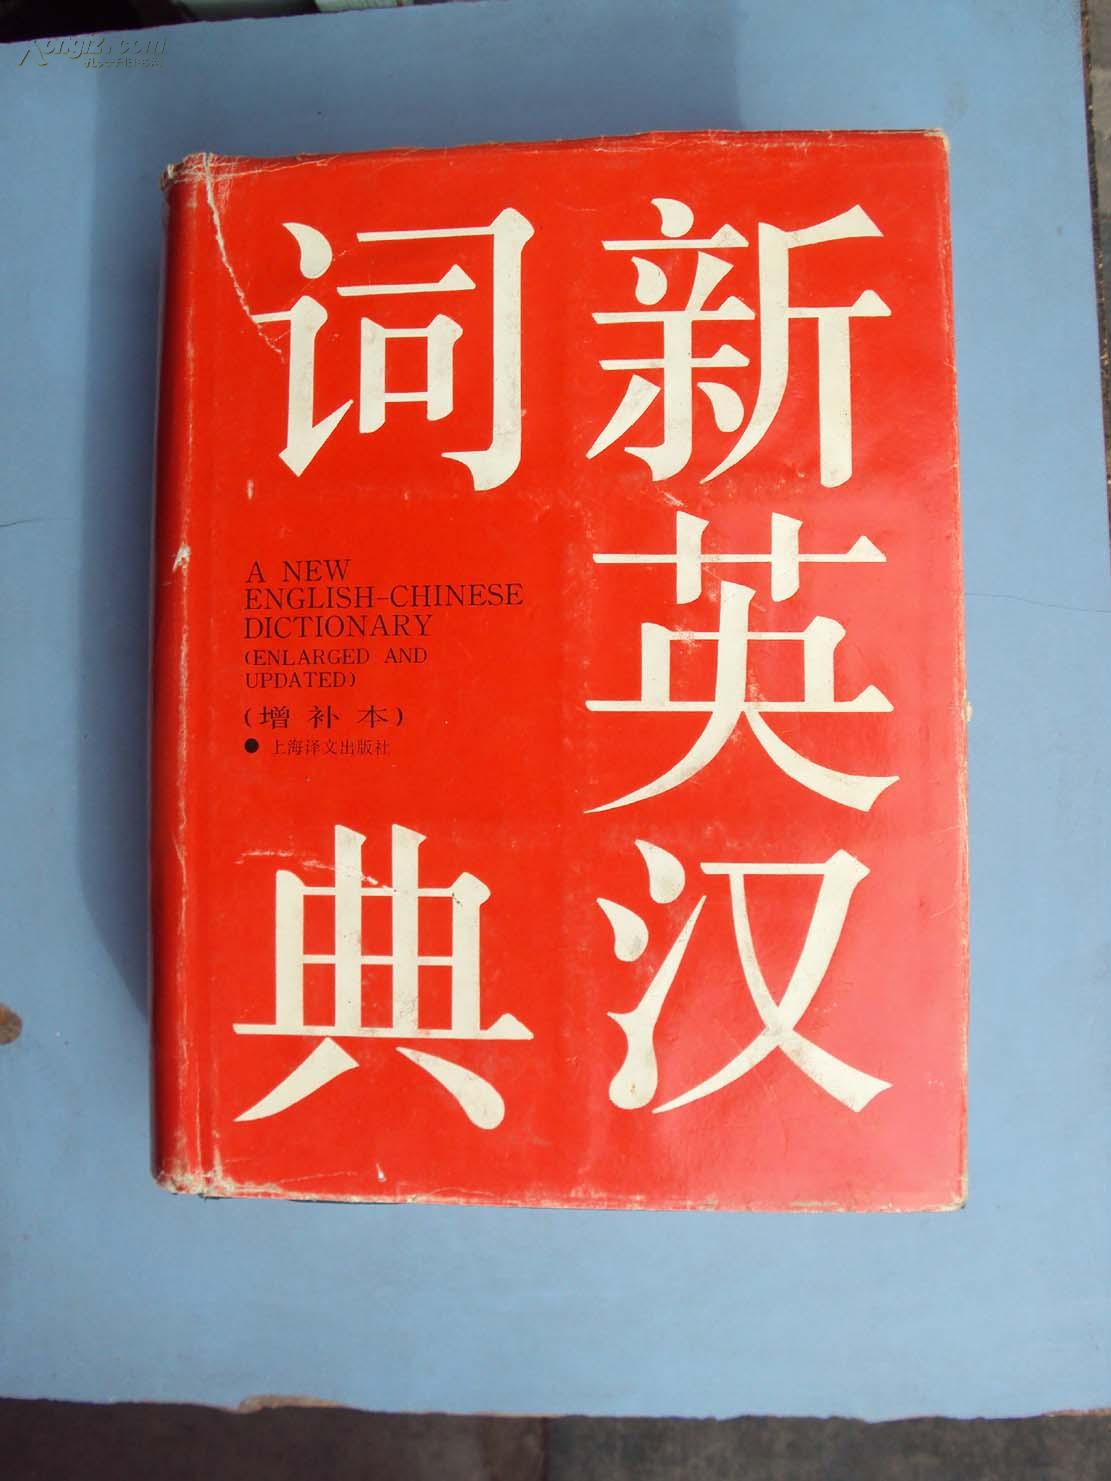 新英汉
词典
A NEW
ENGLISH-CHINESE
DICTIONARY
(ENLARGED AND
UPDATED)
(增补本)
●上海译文出版社